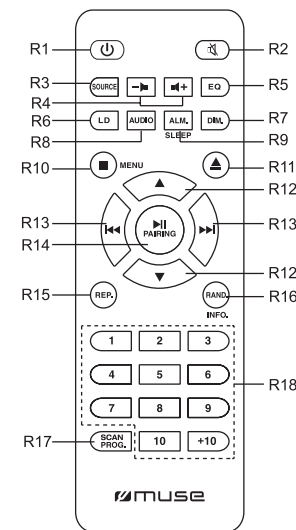 R1
R2
R3
SOURCE
EQ
R5
R4
R6
LD
AUDIO
ALM.
DIM.
R7
R8
SLEEP
R9
R10
MENU
R11
R12
R13
R13
R14
PAIRING
R12
R15
REP.
RAND.
R16
INFO.
1
2
3
4
5
6
R18
7
8
9
R17
SCAN
PROG.
10
+10
muse